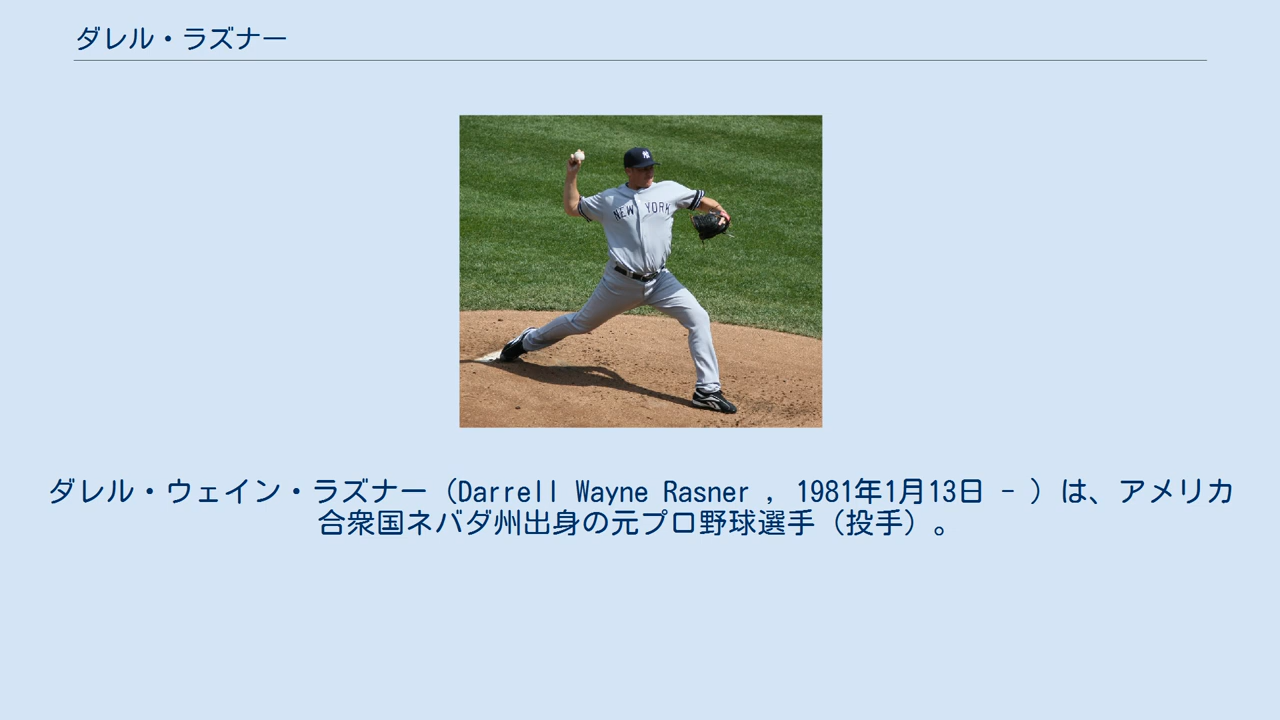 ダレル・ラズナー
NEW YORK
ダレル・ウェイン・ラズナー（Darrell Wayne Rasner , 1981年1月13日 - ）は、アメリカ
合衆国ネバダ州出身の元プロ野球選手（投手）。